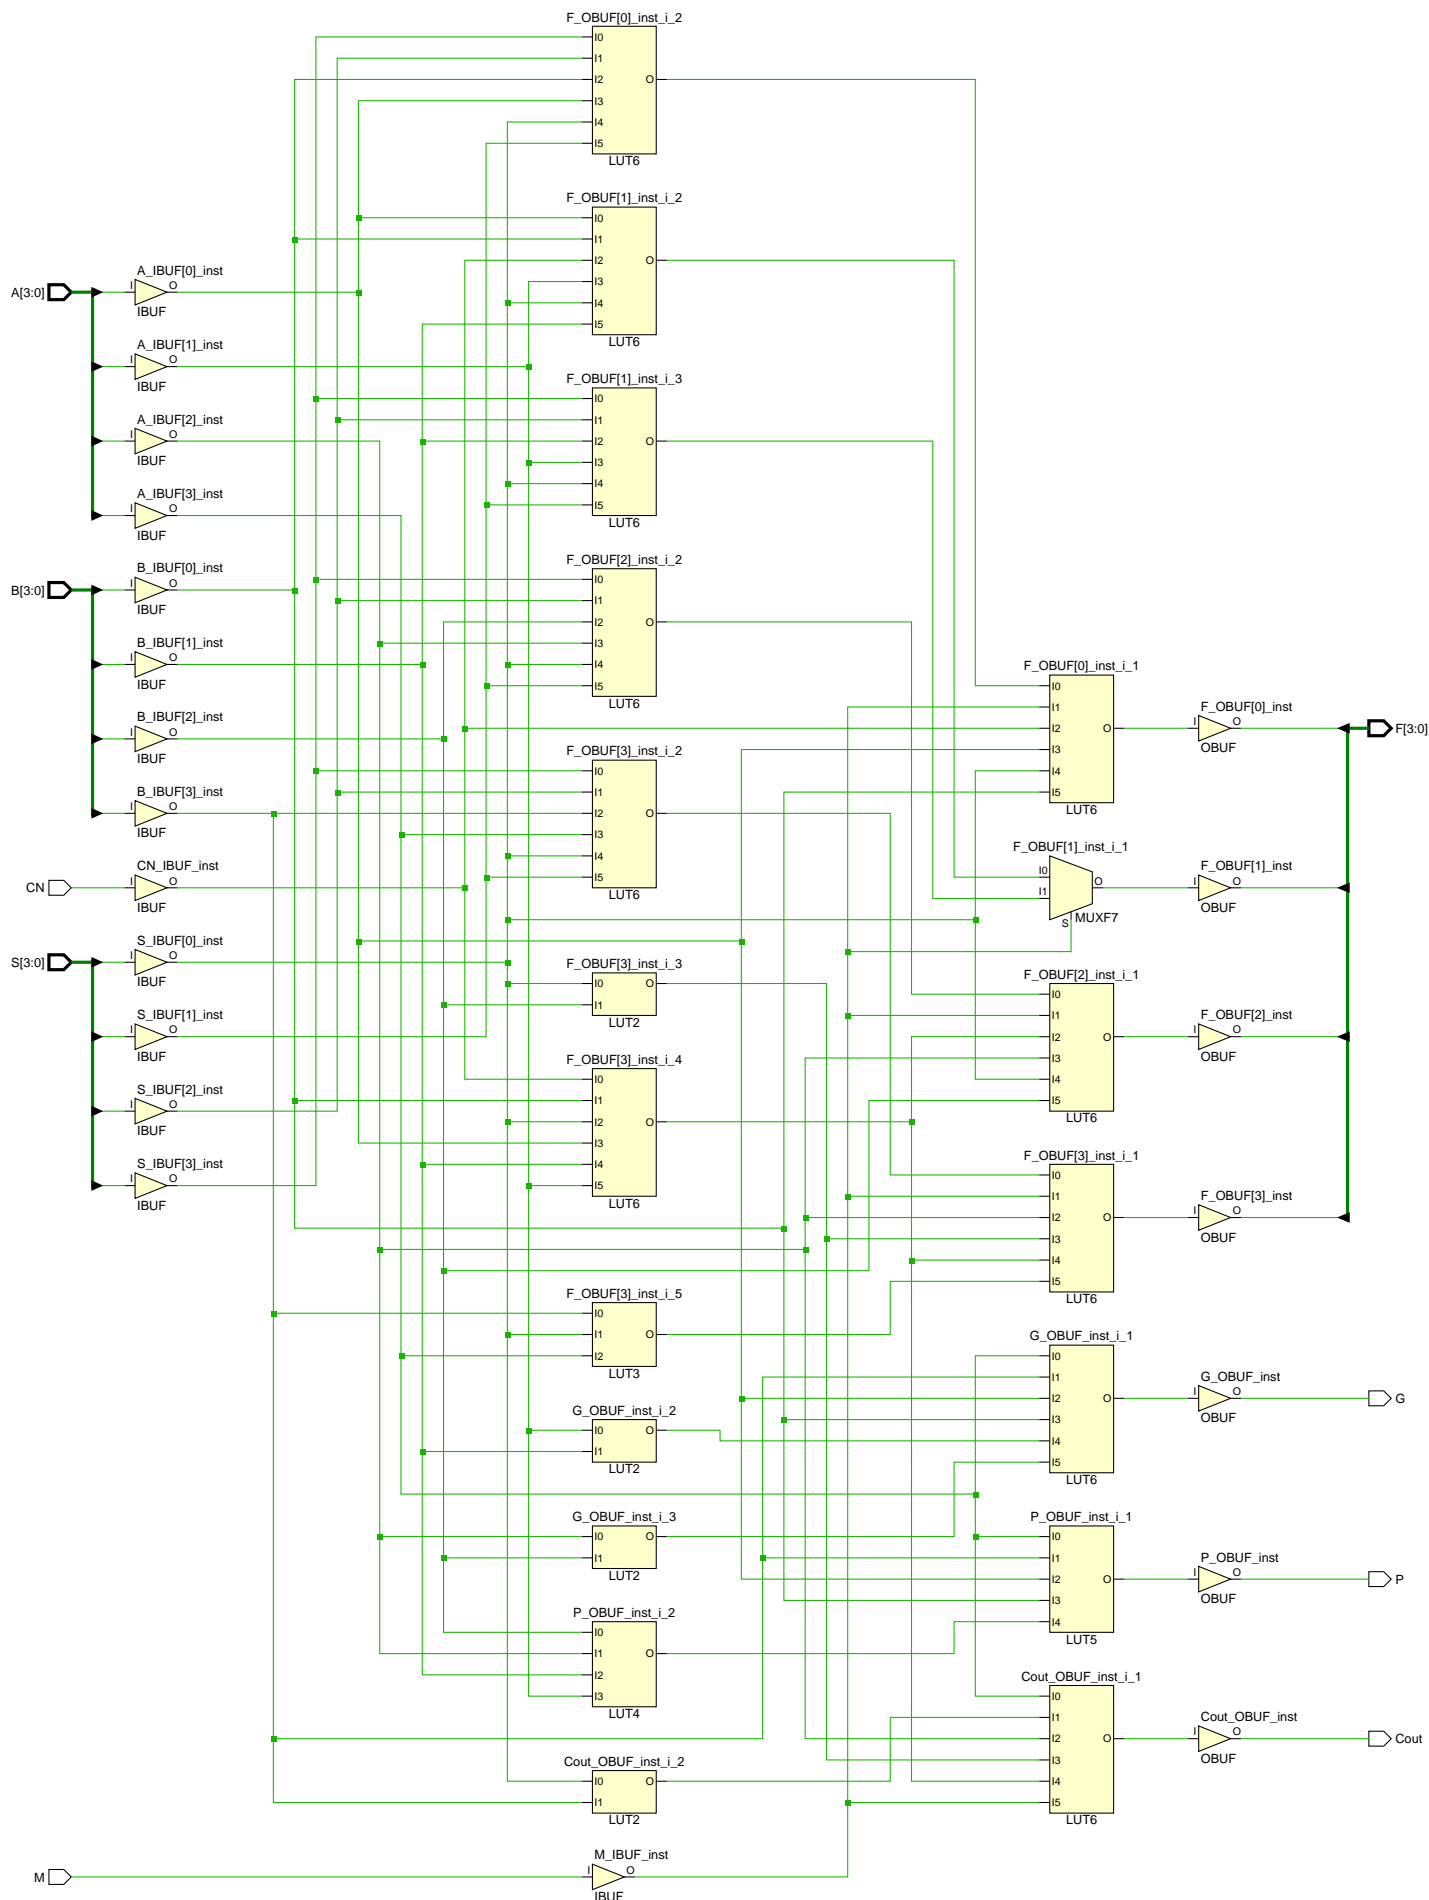 F_OBUF[0]_inst_i_2
I0
I1
I2
O
I3
I4
I5
LUT6
F_OBUF[1]_inst_i_2
I0
I1
I2
O
I3
I4
I5
LUT6
F_OBUF[1]_inst_i_3
I0
I1
I2
O
I3
I4
I5
LUT6
F_OBUF[2]_inst_i_2
I0
I1
I2
O
I3
I4
I5
LUT6
F_OBUF[3]_inst_i_2
I0
I1
I2
O
I3
I4
I5
LUT6
F_OBUF[3]_inst_i_3
I0
O
I1
LUT2
F_OBUF[3]_inst_i_4
I0
I1
I2
O
I3
I4
I5
LUT6
F_OBUF[3]_inst_i_5
I0
I1
O
I2
LUT3
G_OBUF_inst_i_2
I0
O
I1
LUT2
G_OBUF_inst_i_3
I0
O
I1
LUT2
P_OBUF_inst_i_2
I0
I1
O
I2
I3
LUT4
Cout_OBUF_inst_i_2
I0
O
I1
LUT2
M
M_IBUF_inst
I
O
IBUF
A[3:0]
A_IBUF[0]_inst
I
O
IBUF
A_IBUF[1]_inst
I
O
IBUF
A_IBUF[2]_inst
I
O
IBUF
A_IBUF[3]_inst
I
O
IBUF
B[3:0]
B_IBUF[0]_inst
I
O
IBUF
B_IBUF[1]_inst
I
O
IBUF
B_IBUF[2]_inst
I
O
IBUF
B_IBUF[3]_inst
I
O
IBUF
CN
CN_IBUF_inst
I
O
IBUF
S[3:0]
S_IBUF[0]_inst
I
O
IBUF
S_IBUF[1]_inst
I
O
IBUF
S_IBUF[2]_inst
I
O
IBUF
S_IBUF[3]_inst
I
O
IBUF
F_OBUF[0]_inst_i_1
I0
I1
I2
O
I3
I4
I5
LUT6
F_OBUF[0]_inst
I
O
OBUF
F[3:0]
F_OBUF[1]_inst_i_1
I0
I1
O
S
MUXF7
F_OBUF[1]_inst
I
O
OBUF
F_OBUF[2]_inst_i_1
I0
I1
I2
O
I3
I4
I5
LUT6
F_OBUF[2]_inst
I
O
OBUF
F_OBUF[3]_inst_i_1
I0
I1
I2
O
I3
I4
I5
LUT6
F_OBUF[3]_inst
I
O
OBUF
G_OBUF_inst_i_1
I0
I1
I2
O
I3
I4
I5
LUT6
G_OBUF_inst
I
O
OBUF
G
P_OBUF_inst_i_1
I0
I1
I2
O
I3
I4
LUT5
P_OBUF_inst
I
O
OBUF
P
Cout_OBUF_inst_i_1
I0
I1
I2
O
I3
I4
I5
LUT6
Cout_OBUF_inst
I
O
OBUF
Cout